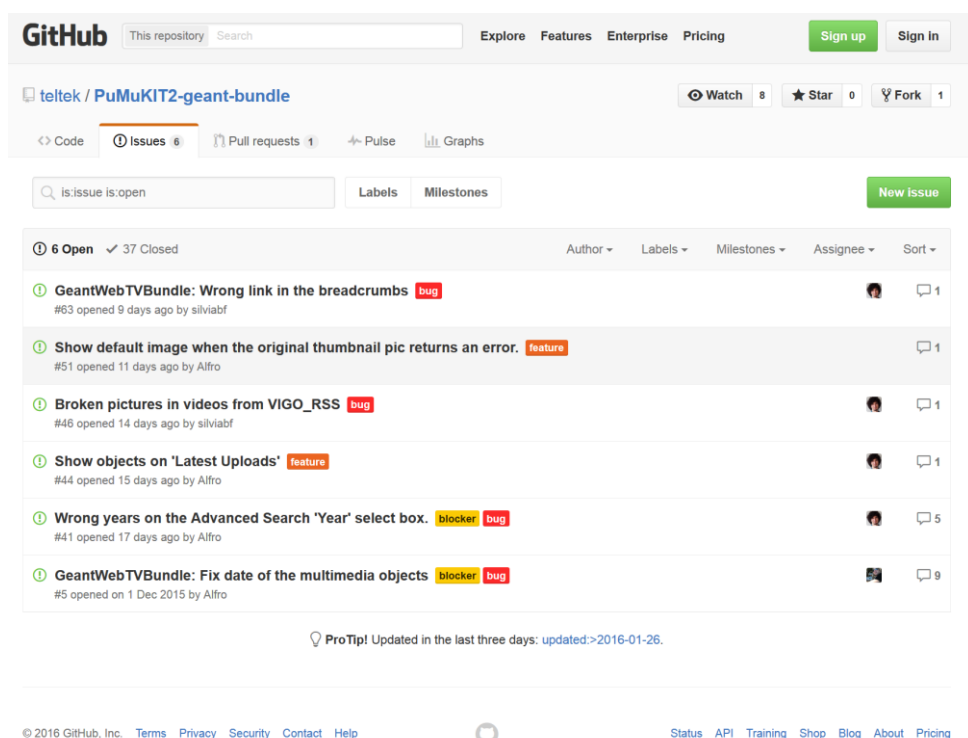 GitHub This repository Search Explore Features Enterprise Pricing Sign up Sign in
teltek / PuMuKIT2-geant-bundle Watch 8 Star 0 Fork 1
Code Issues 6 Pull requests 1 Pulse Graphs
is:issue is:open Labels Milestones New issue
6 Open 37 Closed Author Labels Milestones Assignee Sort
GeantWebTVBundle: Wrong link in the breadcrumbs bug 1
#63 opened 9 days ago by silviabf
Show default image when the original thumbnail pic returns an error. feature 1
#51 opened 11 days ago by Alfro
Broken pictures in videos from VIGO_RSS bug 1
#46 opened 14 days ago by silviabf
Show objects on 'Latest Uploads' feature 1
#44 opened 15 days ago by Alfro
Wrong years on the Advanced Search 'Year' select box. blocker bug 5
#41 opened 17 days ago by Alfro
GeantWebTVBundle: Fix date of the multimedia objects blocker bug 9
#5 opened on 1 Dec 2015 by Alfro
ProTip! Updated in the last three days: updated:>2016-01-26.
© 2016 GitHub, Inc. Terms Privacy Security Contact Help Status API Training Shop Blog About Pricing